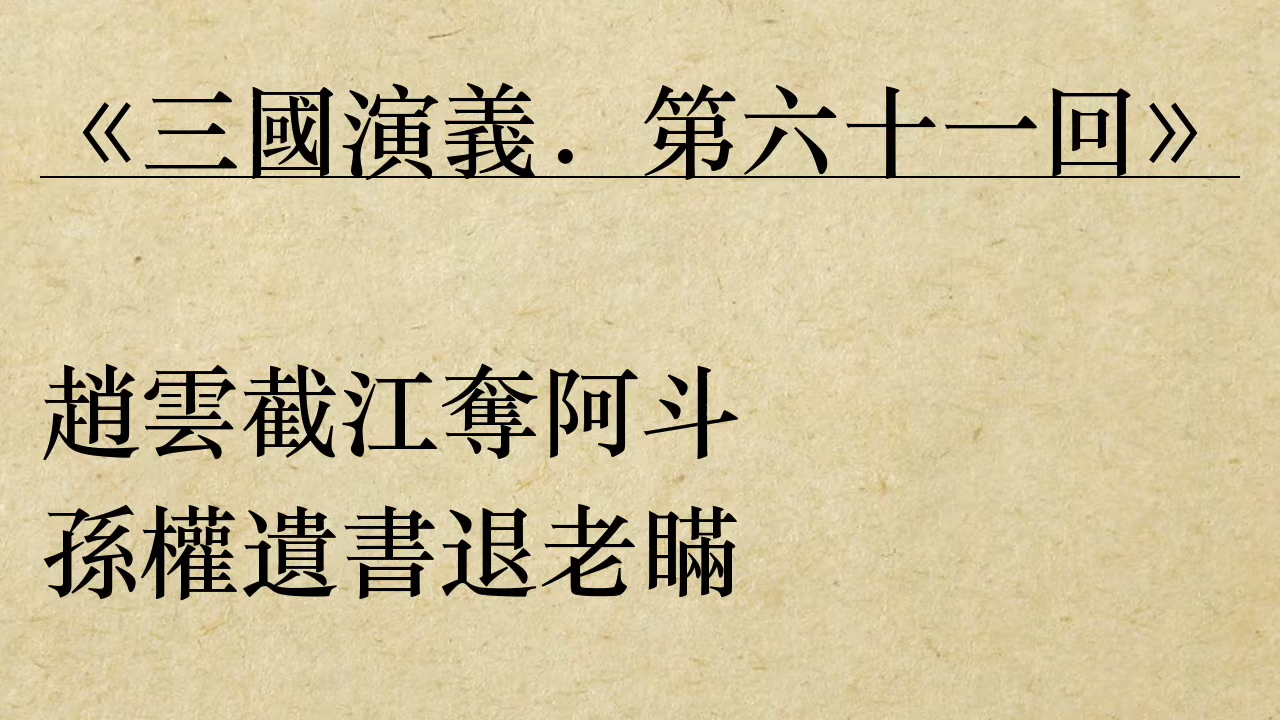 《三國演義．第六十一回》
趙雲截江奪阿斗
孫權遺書退老瞞